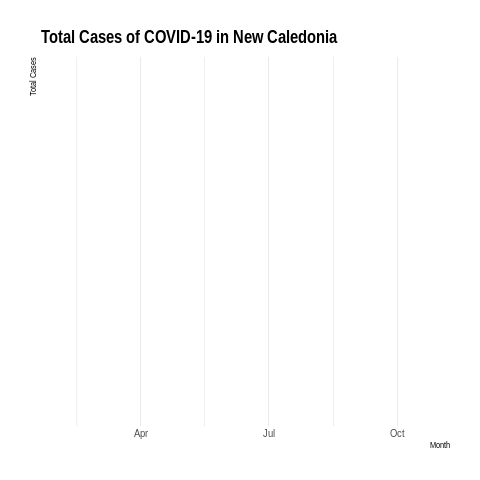 Total Cases of COVID-19 in New Caledonia
Total Cases
Apr Jul Oct
Month